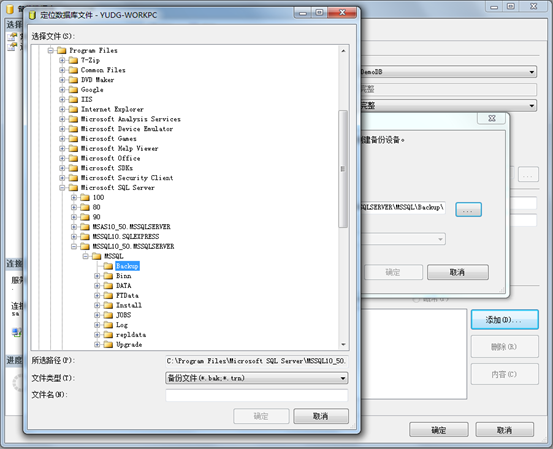 定位数据库文件 - YUDG-WORKPC
选择文件(S):
Program Files
7-Zip
Common Files
DVD Maker
Google
IIS
Internet Explorer
Microsoft Analysis Services
Microsoft Device Emulator
Microsoft Games
Microsoft Help Viewer
Microsoft Office
Microsoft SDKs
Microsoft Security Client
Microsoft SQL Server
100
80
90
MSAS10_50.MSSQLSERVER
MSSQL10.SQLEXPRESS
MSSQL10_50.MSSQLSERVER
MSSQL
Backup
Binn
DATA
FTData
Install
JOBS
Log
repldata
Upgrade
所选路径(P):
C:\Program Files\Microsoft SQL Server\MSSQL10_50.
文件类型(T):
备份文件(*.bak;*.trn)
文件名(N):
确定
取消
选择
连接
服务
连接
sa
进度
DemoDB
完整
完整
创建备份设备。
SQLSERVER\MSSQL\Backup\
...
确定
取消
...
添加(D)...
删除(R)
内容(C)
确定
取消